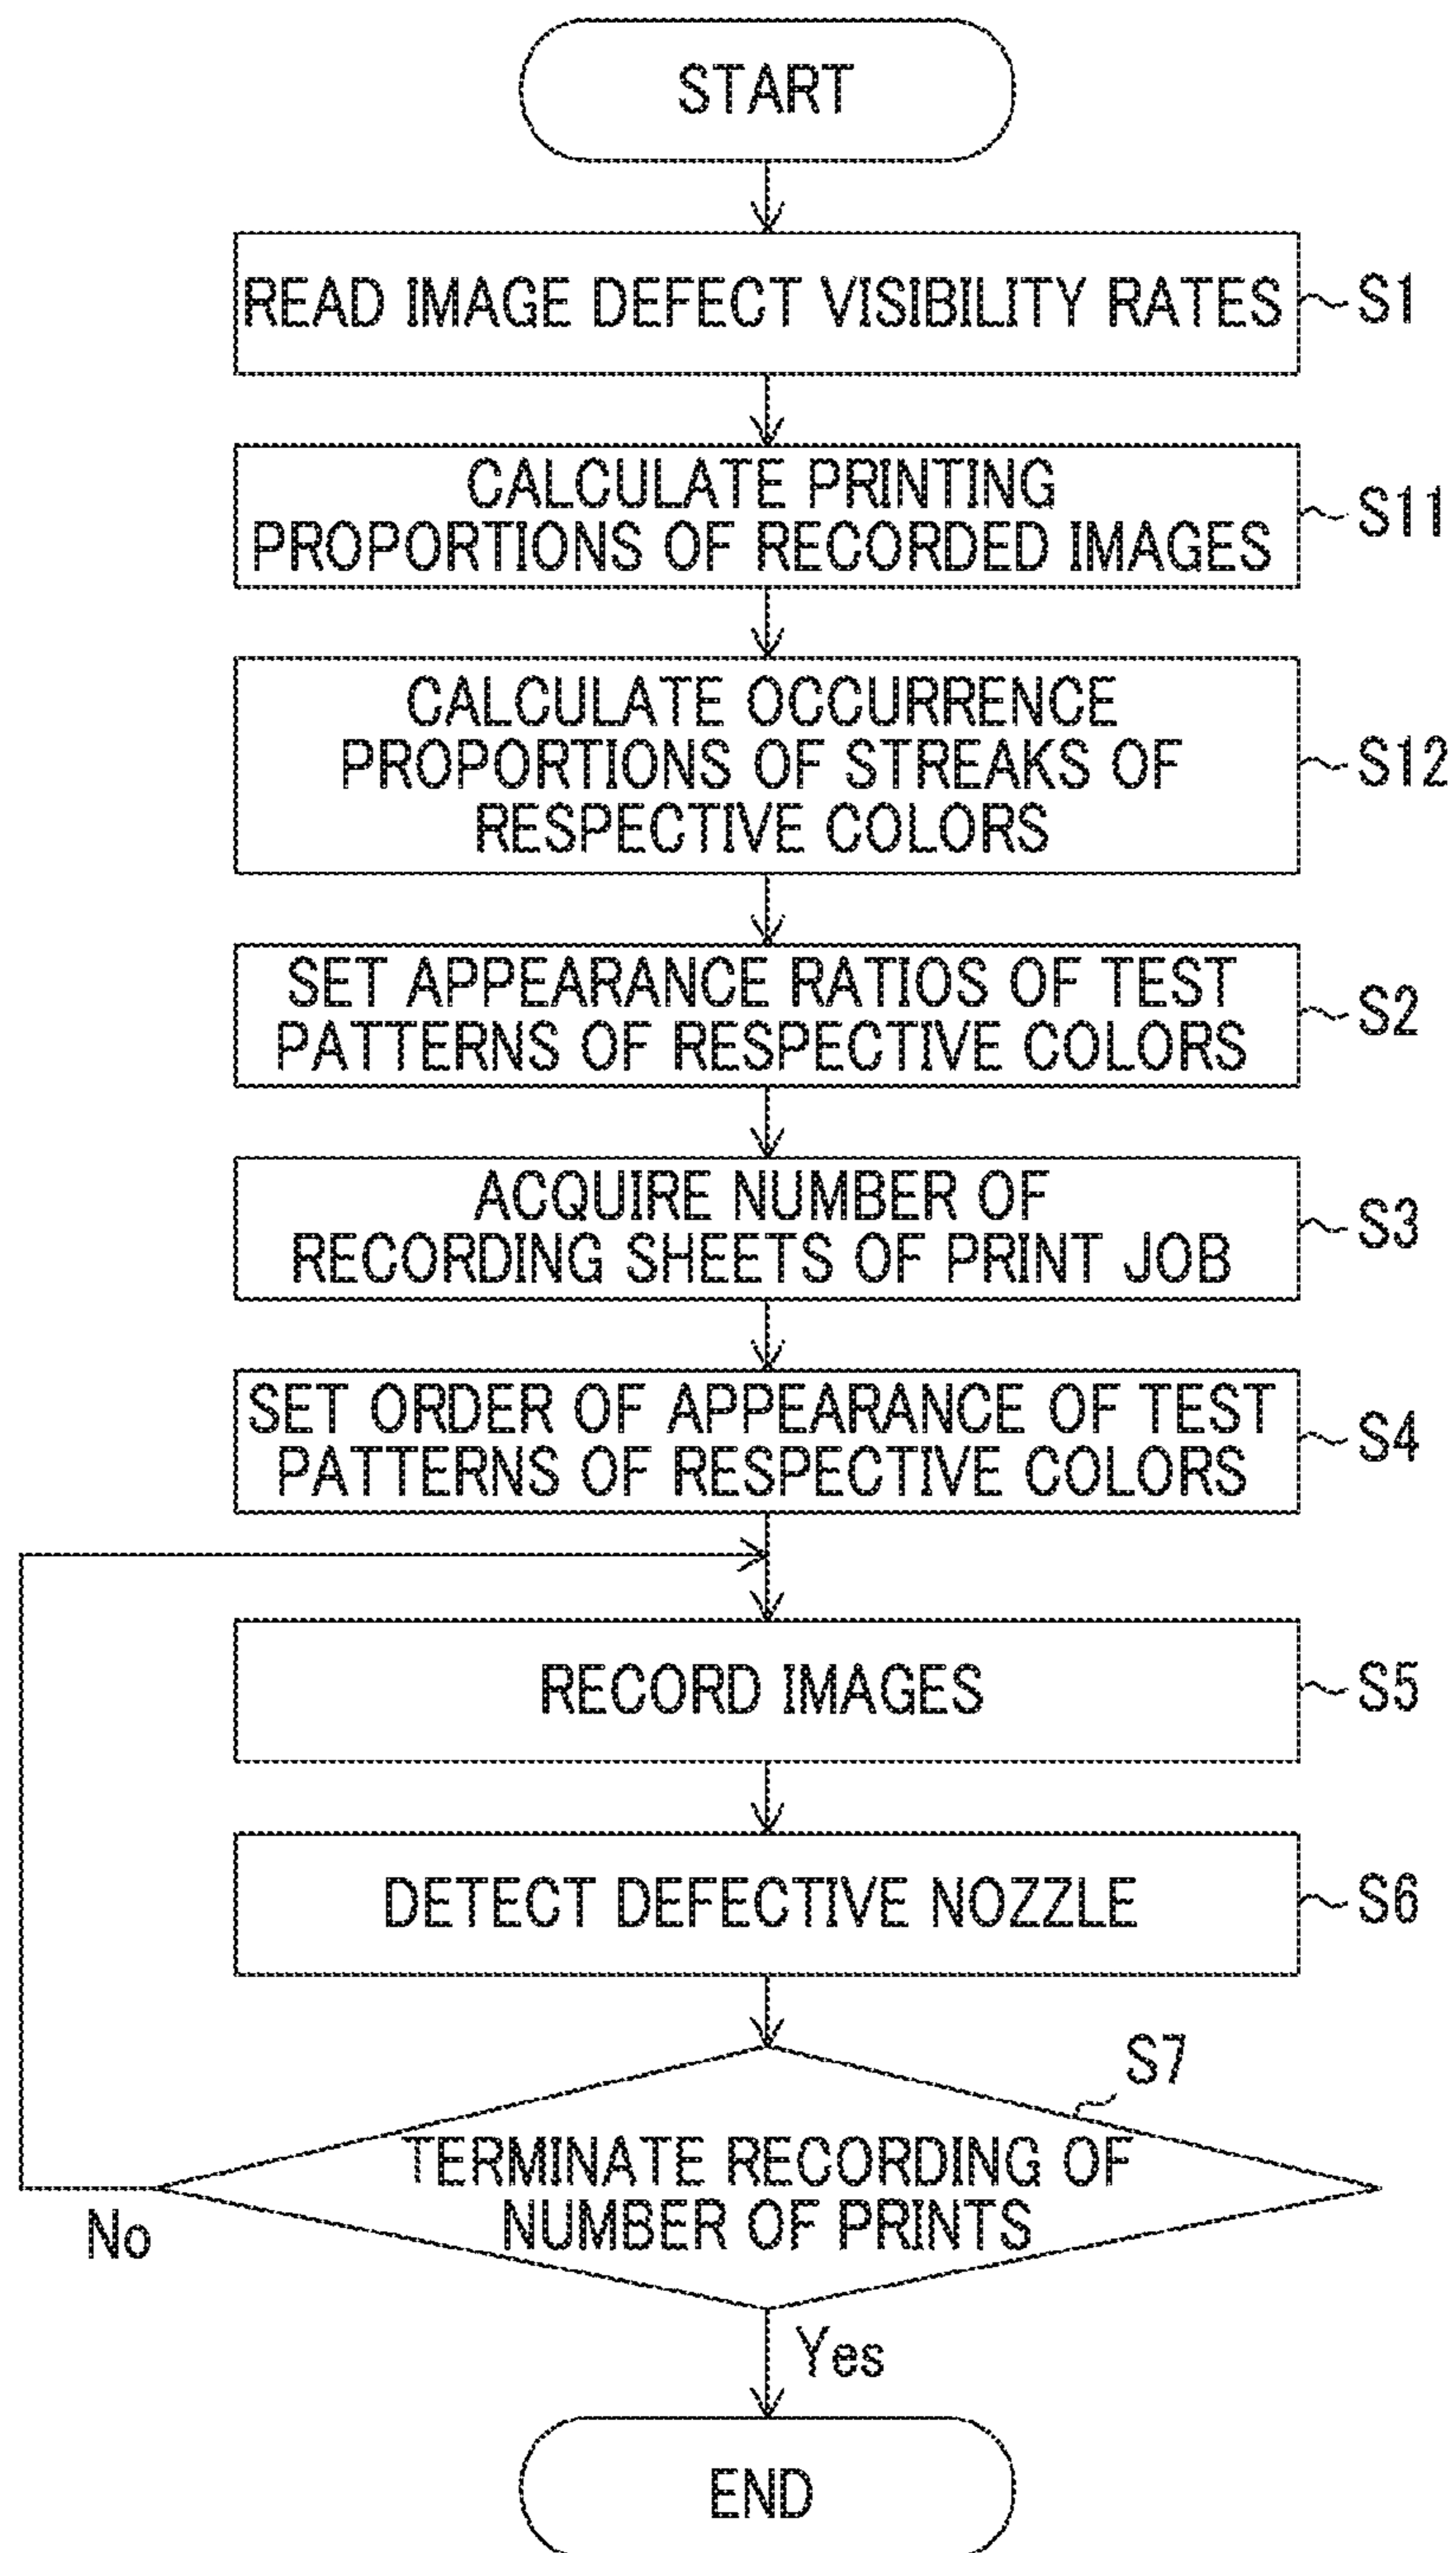 START
READ IMAGE DEFECT VISIBILITY RATES
S1
CALCULATE PRINTING
PROPORTIONS OF RECORDED IMAGES
S11
CALCULATE OCCURRENCE
PROPORTIONS OF STREAKS OF
RESPECTIVE COLORS
S12
SET APPEARANCE RATIOS OF TEST
PATTERNS OF RESPECTIVE COLORS
S2
ACQUIRE NUMBER OF
RECORDING SHEETS OF PRINT JOB
S3
SET ORDER OF APPEARANCE OF TEST
PATTERNS OF RESPECTIVE COLORS
S4
RECORD IMAGES
S5
DETECT DEFECTIVE NOZZLE
S6
S7
TERMINATE RECORDING OF
NUMBER OF PRINTS
No
Yes
END